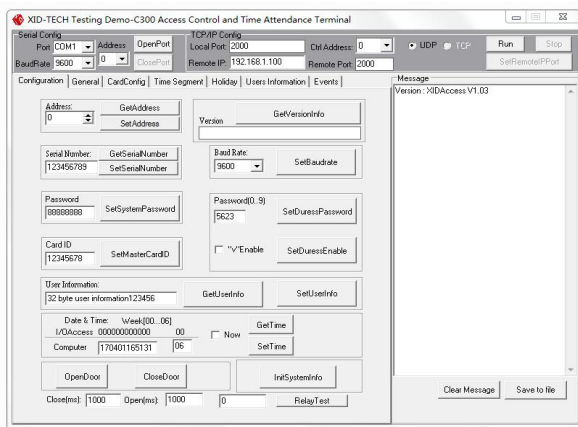 XID-TECH Testing Demo-C300 Access Control and Time Attendance Terminal
Serial Config
Port COM1 Address OpenPort
BaudRate 9600 0 ClosePort
TCP/IP Config
Local Port: 2000 Ctrl Address: 0
Remote IP: 192.168.1.100 Remote Port: 2000
UDP TCP
Run Stop
SetRemoteIPPort
Configuration General CardConfig Time Segment Holiday Users Information Events
Address:
0
GetAddress
SetAddress
Version
GetVersionInfo
Serial Number:
123456789
GetSerialNumber
SetSerialNumber
Baud Rate:
9600
SetBaudrate
Password
88888888
SetSystemPassword
Password(0..9)
5623
SetDuressPassword
"V"Enable
SetDuressEnable
Card ID
12345678
SetMasterCardID
User Information:
32 byte user information123456
GetUserInfo
SetUserInfo
Date & Time: Week[00...06]
I/OAccess 000000000000 00
Computer 170401165131 06
Now
GetTime
SetTime
OpenDoor
CloseDoor
InitSystemInfo
Close(ms): 1000 Open(ms): 1000 0 RelayTest
Message
Version : XIDAccess V1.03
Clear Message
Save to file